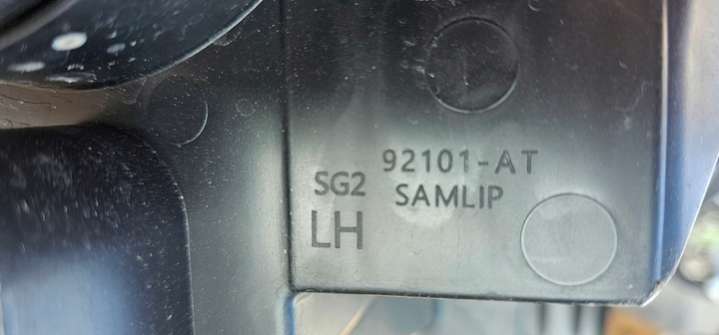 92101-AT
SG2 SAMLIP
LH